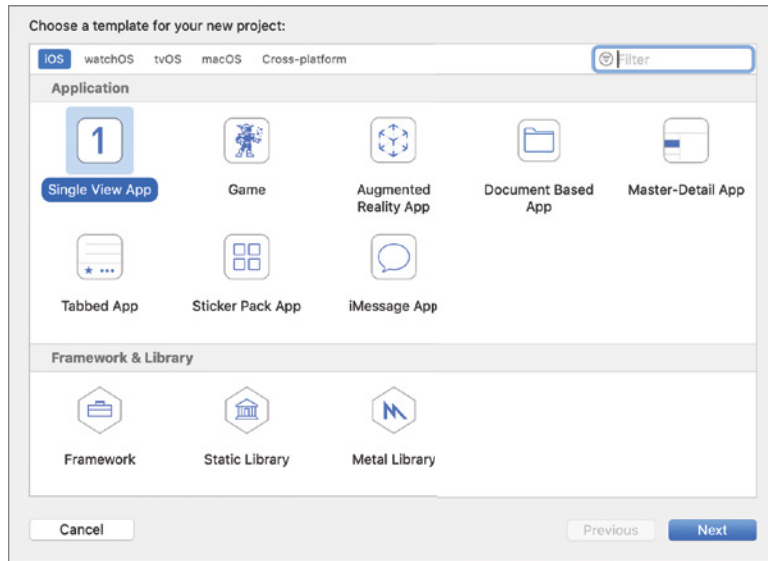 Choose a template for your new project:
iOS watchOS tvOS macOS Cross-platform Filter
Application
1
Single View App Game Augmented Reality App Document Based App Master-Detail App
Tabbed App Sticker Pack App iMessage App
Framework & Library
Framework Static Library Metal Library
Cancel Previous Next